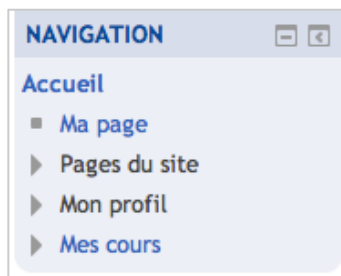 NAVIGATION
Accueil
Ma page
Pages du site
Mon profil
Mes cours